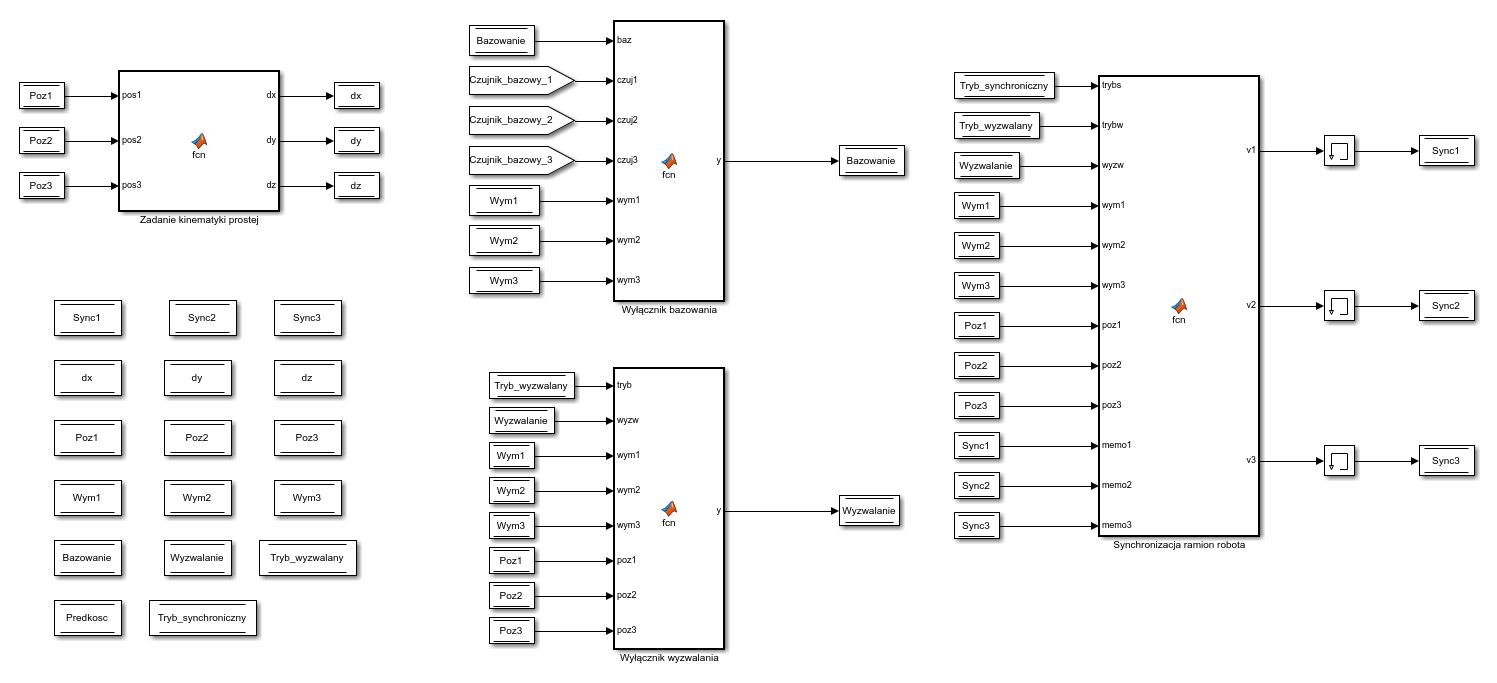 Poz1
Poz2
Poz3
pos1
pos2
pos3
fcn
dx
dy
dz
dx
dy
dz
Zadanie kinematyki prostej
Sync1
Sync2
Sync3
dx
dy
dz
Poz1
Poz2
Poz3
Wym1
Wym2
Wym3
Bazowanie
Wyzwalanie
Tryb_wyzwalany
Predkosc
Tryb_synchroniczny
Bazowanie
Czujnik_bazowy_1
Czujnik_bazowy_2
Czujnik_bazowy_3
Wym1
Wym2
Wym3
baz
czuj1
czuj2
czuj3
wym1
wym2
wym3
fcn
y
Bazowanie
Wyłącznik bazowania
Tryb_wyzwalany
Wyzwalanie
Wym1
Wym2
Wym3
Poz1
Poz2
Poz3
tryb
wyzw
wym1
wym2
wym3
poz1
poz2
poz3
fcn
y
Wyzwalanie
Wyłącznik wyzwalania
Tryb_synchroniczny
Tryb_wyzwalany
Wyzwalanie
Wym1
Wym2
Wym3
Poz1
Poz2
Poz3
Sync1
Sync2
Sync3
trybs
trybw
wyzw
wym1
wym2
wym3
poz1
poz2
poz3
memo1
memo2
memo3
fcn
v1
v2
v3
Sync1
Sync2
Sync3
Synchronizacja ramion robota